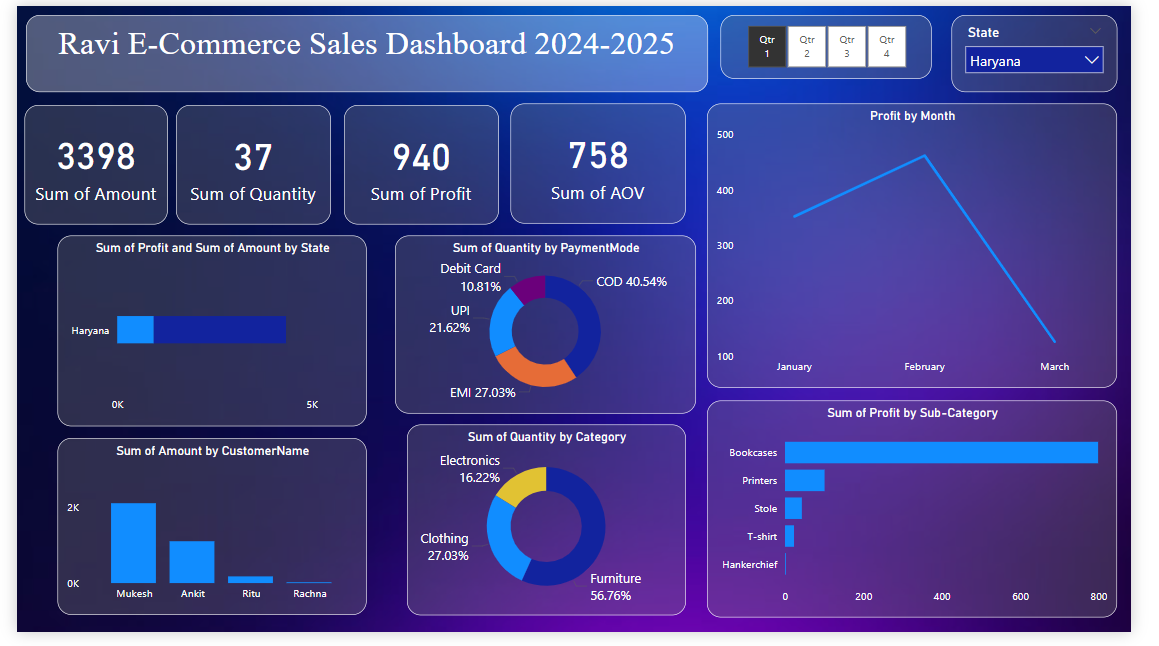 Ravi E-Commerce Sales Dashboard 2024-2025
Qtr
1
Qtr
2
Qtr
3
Qtr
4
State
Haryana
3398
Sum of Amount
37
Sum of Quantity
940
Sum of Profit
758
Sum of AOV
Profit by Month
500
400
300
200
100
January
February
March
Sum of Profit and Sum of Amount by State
Haryana
0K
5K
Sum of Quantity by PaymentMode
Debit Card
10.81%
COD 40.54%
UPI
21.62%
EMI 27.03%
Sum of Amount by CustomerName
2K
0K
Mukesh
Ankit
Ritu
Rachna
Sum of Quantity by Category
Electronics
16.22%
Clothing
27.03%
Furniture
56.76%
Sum of Profit by Sub-Category
Bookcases
Printers
Stole
T-shirt
Hankerchief
0
200
400
600
800